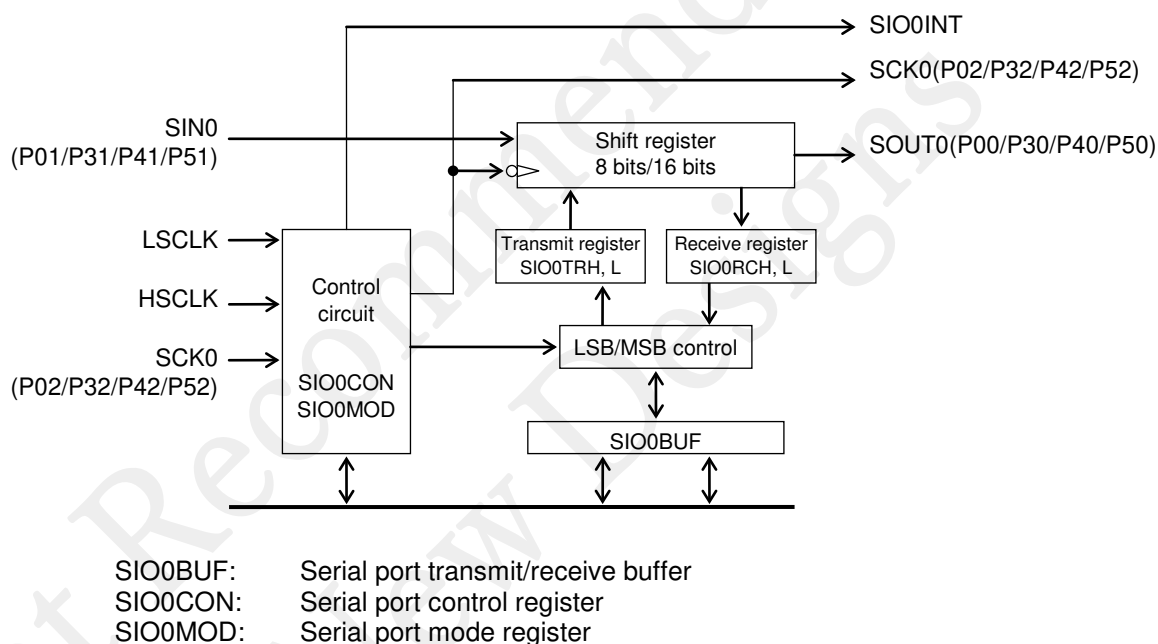 SIO0INT
SCK0(P02/P32/P42/P52)
SIN0
(P01/P31/P41/P51)
Shift register
8 bits/16 bits
SOUT0(P00/P30/P40/P50)
LSCLK
HSCLK
SCK0
(P02/P32/P42/P52)
Control
circuit
SIO0CON
SIO0MOD
Transmit register
SIO0TRH, L
Receive register
SIO0RCH, L
LSB/MSB control
SIO0BUF
SIO0BUF: Serial port transmit/receive buffer
SIO0CON: Serial port control register
SIO0MOD: Serial port mode register